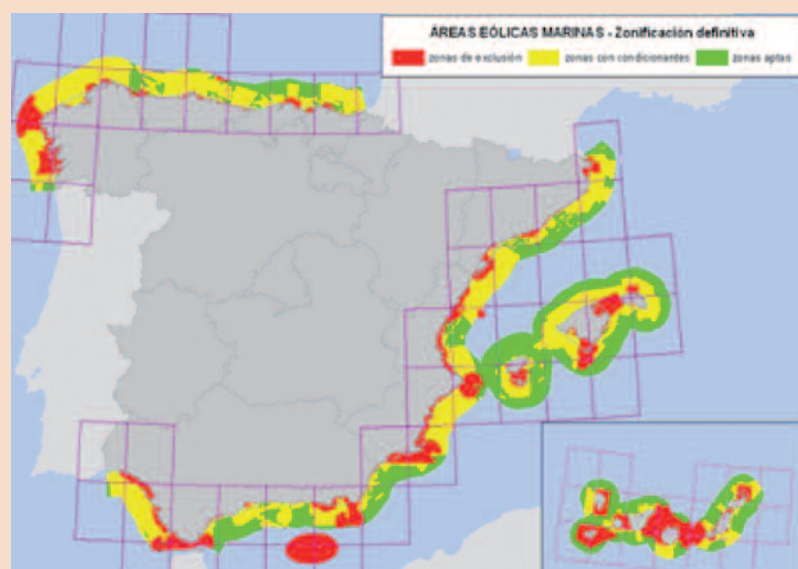 ÁREAS EÓLICAS MARINAS - Zonificación definitiva
zonas de exclusión zonas con condicionantes zonas aptas